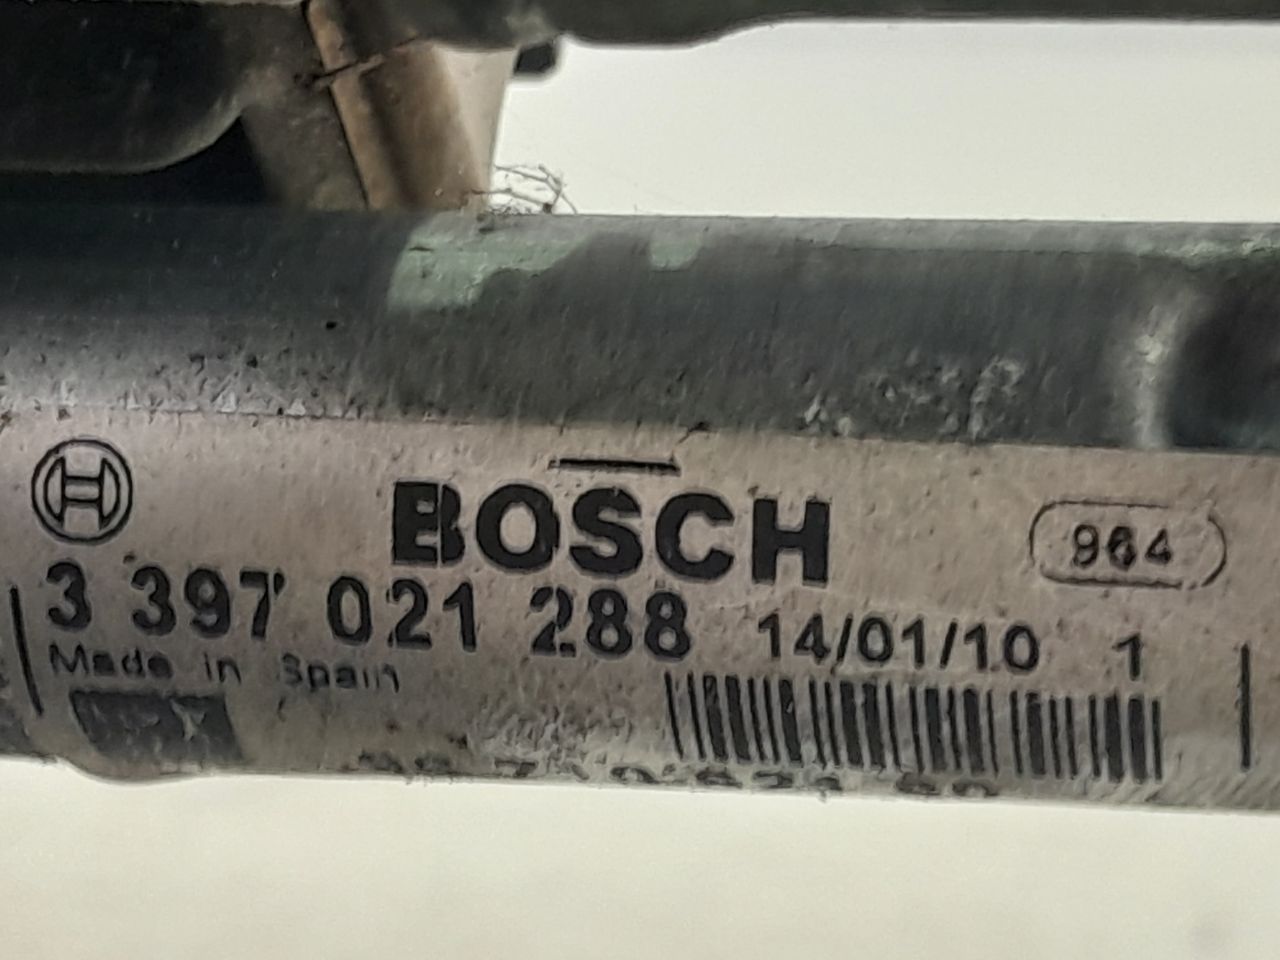 BOSCH
964
3 397 021 288 14/01/10 1
Made in Spain